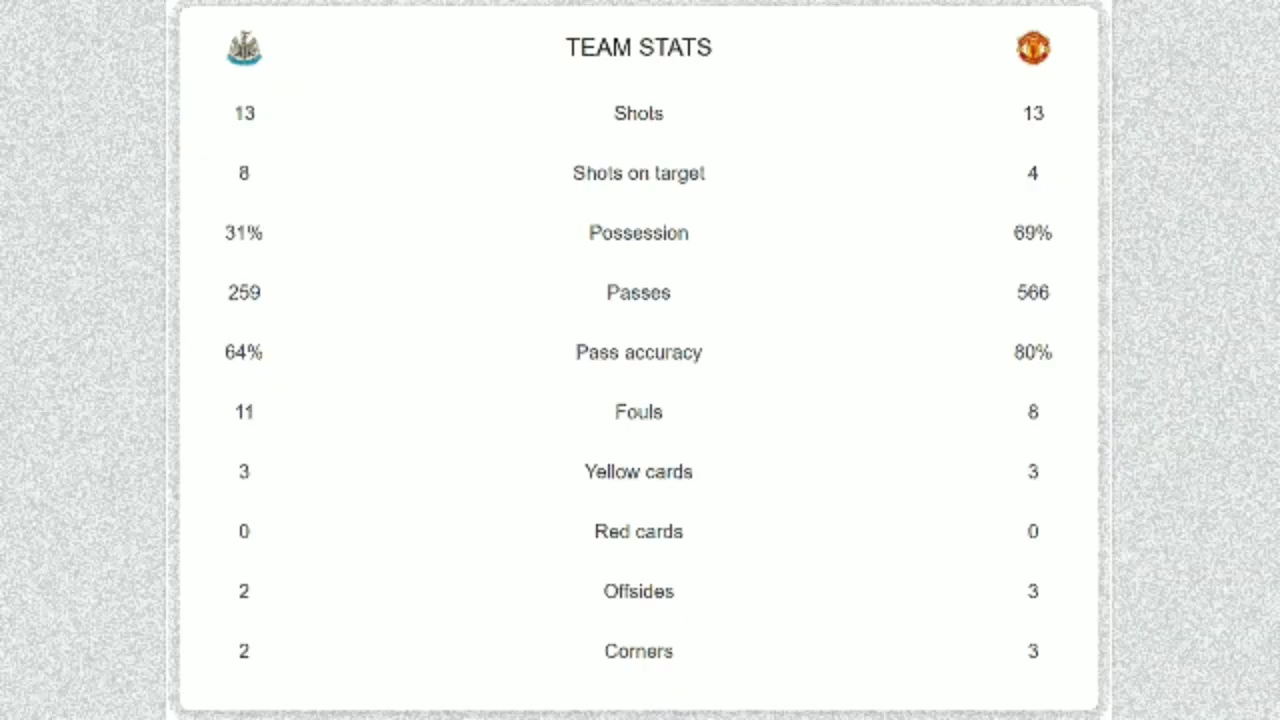 TEAM STATS
13 Shots 13
8 Shots on target 4
31% Possession 69%
259 Passes 566
64% Pass accuracy 80%
11 Fouls 8
3 Yellow cards 3
0 Red cards 0
2 Offsides 3
2 Corners 3